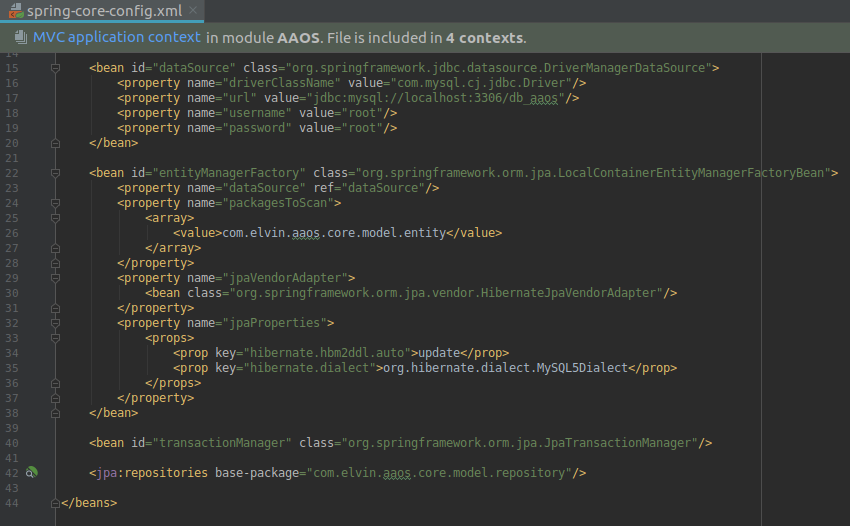 spring-core-config.xml
MVC application context in module AAOS. File is included in 4 contexts.
14
15 <bean id="dataSource" class="org.springframework.jdbc.datasource.DriverManagerDataSource">
16 <property name="driverClassName" value="com.mysql.cj.jdbc.Driver"/>
17 <property name="url" value="jdbc:mysql://localhost:3306/db_aaos"/>
18 <property name="username" value="root"/>
19 <property name="password" value="root"/>
20 </bean>
21
22 <bean id="entityManagerFactory" class="org.springframework.orm.jpa.LocalContainerEntityManagerFactoryBean">
23 <property name="dataSource" ref="dataSource"/>
24 <property name="packagesToScan">
25 <array>
26 <value>com.elvin.aaos.core.model.entity</value>
27 </array>
28 </property>
29 <property name="jpaVendorAdapter">
30 <bean class="org.springframework.orm.jpa.vendor.HibernateJpaVendorAdapter"/>
31 </property>
32 <property name="jpaProperties">
33 <props>
34 <prop key="hibernate.hbm2ddl.auto">update</prop>
35 <prop key="hibernate.dialect">org.hibernate.dialect.MySQL5Dialect</prop>
36 </props>
37 </property>
38 </bean>
39
40 <bean id="transactionManager" class="org.springframework.orm.jpa.JpaTransactionManager"/>
41
42 <jpa:repositories base-package="com.elvin.aaos.core.model.repository"/>
43
44 </beans>